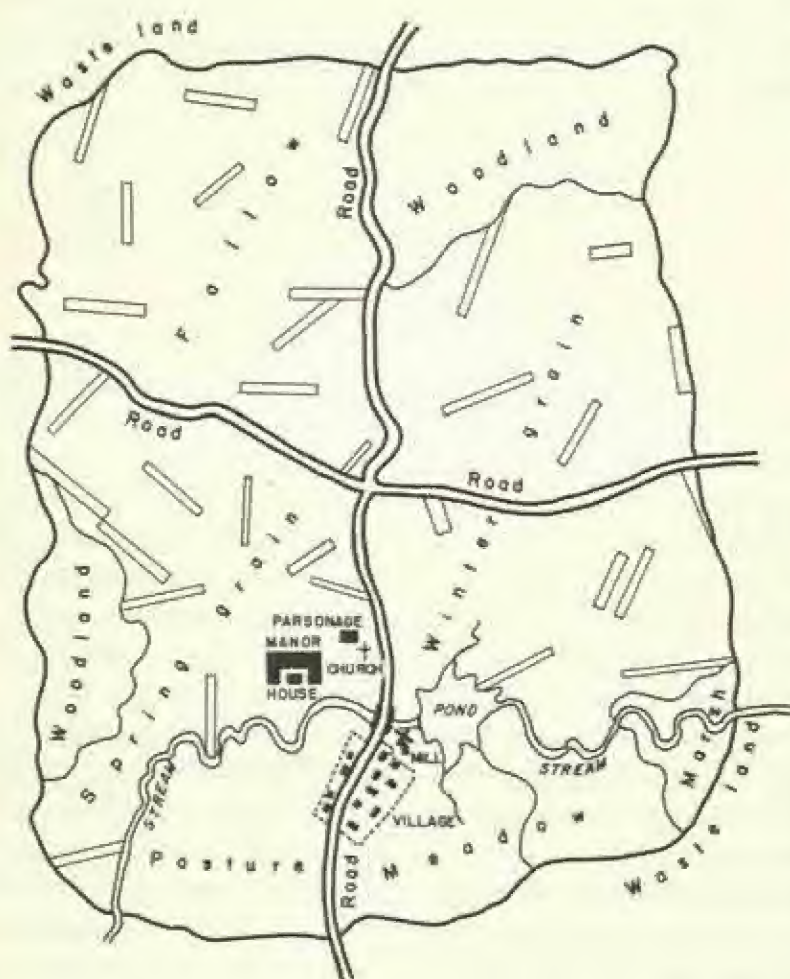 Waste land
Fallow
Road
Woodland
Road
Winter grain
Road
Woodland
Spring grain
PARSONAGE
MANOR
HOUSE
CHURCH
POND
MILL
VILLAGE
STREAM
STREAM
Marsh
Pasture
Road
Meadow
Waste land